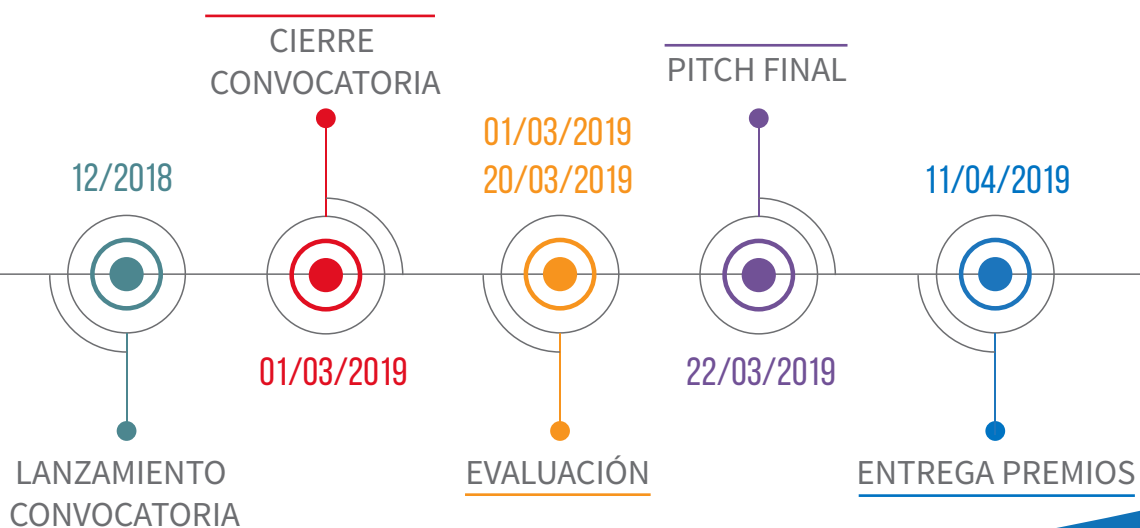 12/2018
LANZAMIENTO
CONVOCATORIA
CIERRE
CONVOCATORIA
01/03/2019
01/03/2019
20/03/2019
EVALUACIÓN
PITCH FINAL
22/03/2019
11/04/2019
ENTREGA PREMIOS